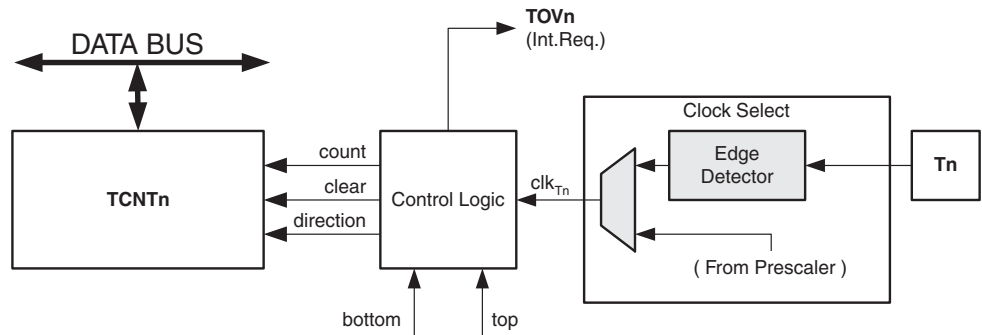 TOVn
(Int.Req.)
DATA BUS
Clock Select
count
clear
direction
TCNTn
Control Logic
clkTn
Edge
Detector
Tn
( From Prescaler )
bottom
top